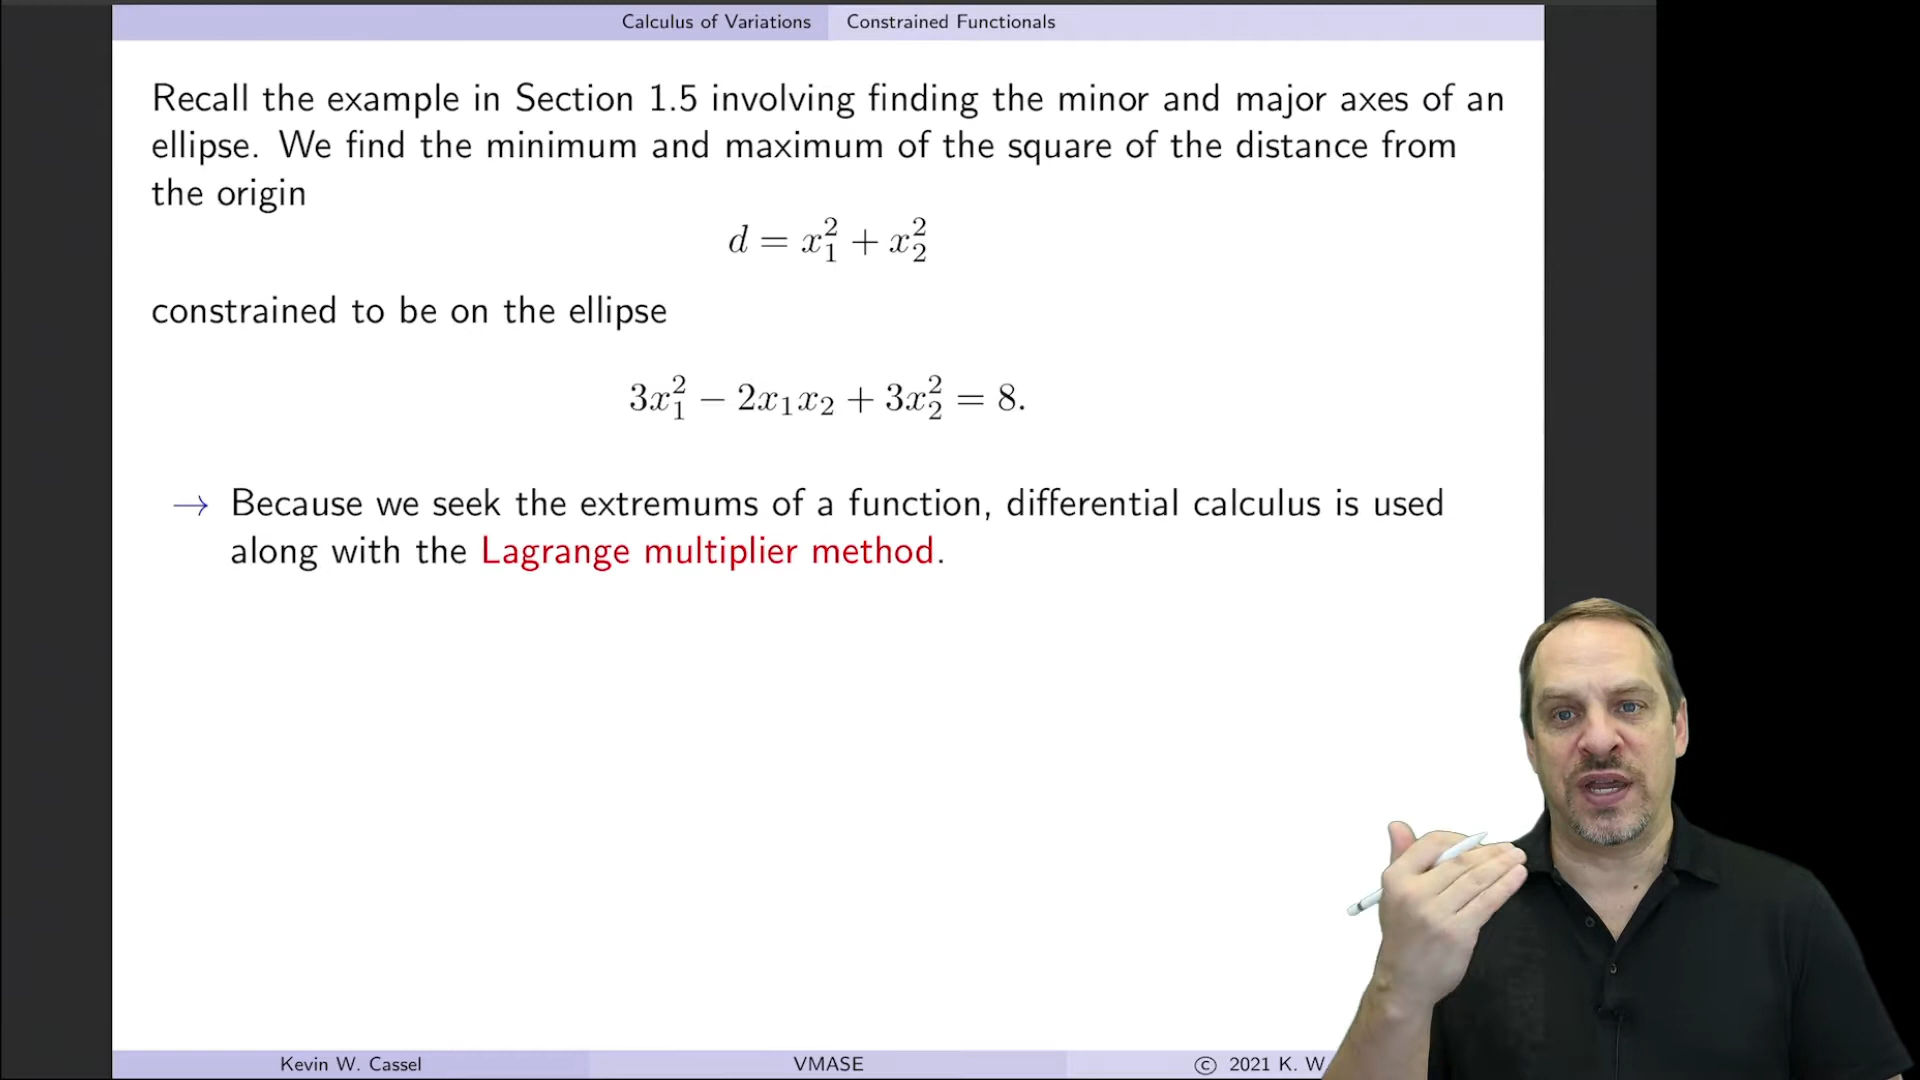 Calculus of Variations Constrained Functionals
Recall the example in Section 1.5 involving finding the minor and major axes of an
ellipse. We find the minimum and maximum of the square of the distance from
the origin
d = x₁² + x₂²
constrained to be on the ellipse
3x₁² − 2x₁x₂ + 3x₂² = 8.
→ Because we seek the extremums of a function, differential calculus is used
along with the Lagrange multiplier method.
Kevin W. Cassel VMASE © 2021 K. W.